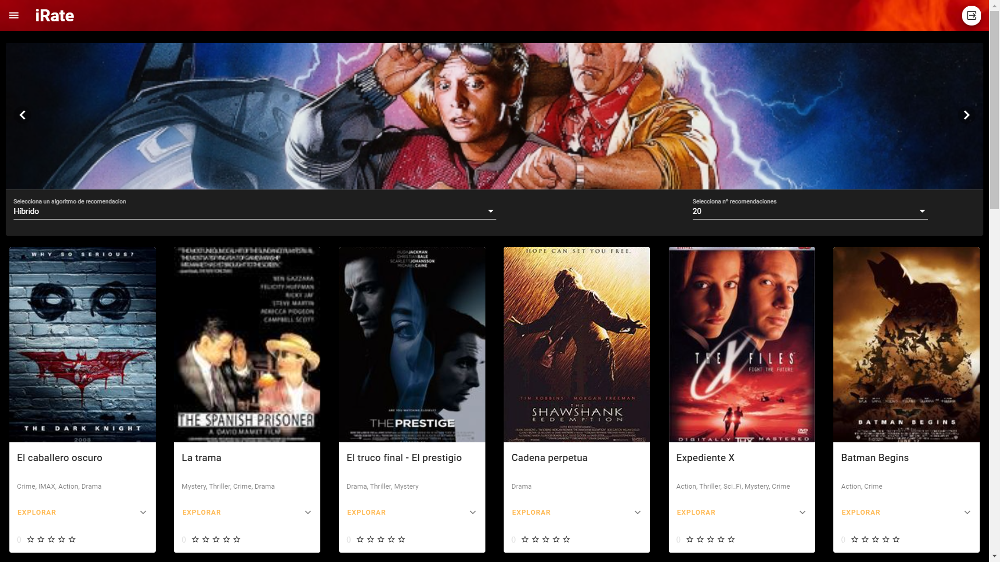 iRate
Selecciona un algoritmo de recomendacion
Híbrido
Selecciona nº recomendaciones
20
WHY SO SERIOUS?
THE DARK KNIGHT
2008
BEN GAZZARA
FELICITY HUFFMAN
RICKY JAY
STEVE MARTIN
REBECCA PIDGEON
CAMPBELL SCOTT
THE SPANISH PRISONER
A DAVID MAMET FILM
HUGH JACKMAN
CHRISTIAN BALE
SCARLETT JOHANSSON
MICHAEL CAINE
ARE YOU WATCHING CLOSELY?
THE PRESTIGE
HOPE CAN SET YOU FREE.
TIM ROBBINS MORGAN FREEMAN
THE
SHAWSHANK
REDEMPTION
THE X FILES
FIGHT THE FUTURE
DVD
DIGITALLY THX MASTERED
BATMAN BEGINS
JUNE 17
El caballero oscuro
Crime, IMAX, Action, Drama
EXPLORAR
0
La trama
Mystery, Thriller, Crime, Drama
EXPLORAR
0
El truco final - El prestigio
Drama, Thriller, Mystery
EXPLORAR
0
Cadena perpetua
Drama
EXPLORAR
0
Expediente X
Action, Thriller, Sci_Fi, Mystery, Crime
EXPLORAR
0
Batman Begins
Action, Crime
EXPLORAR
0